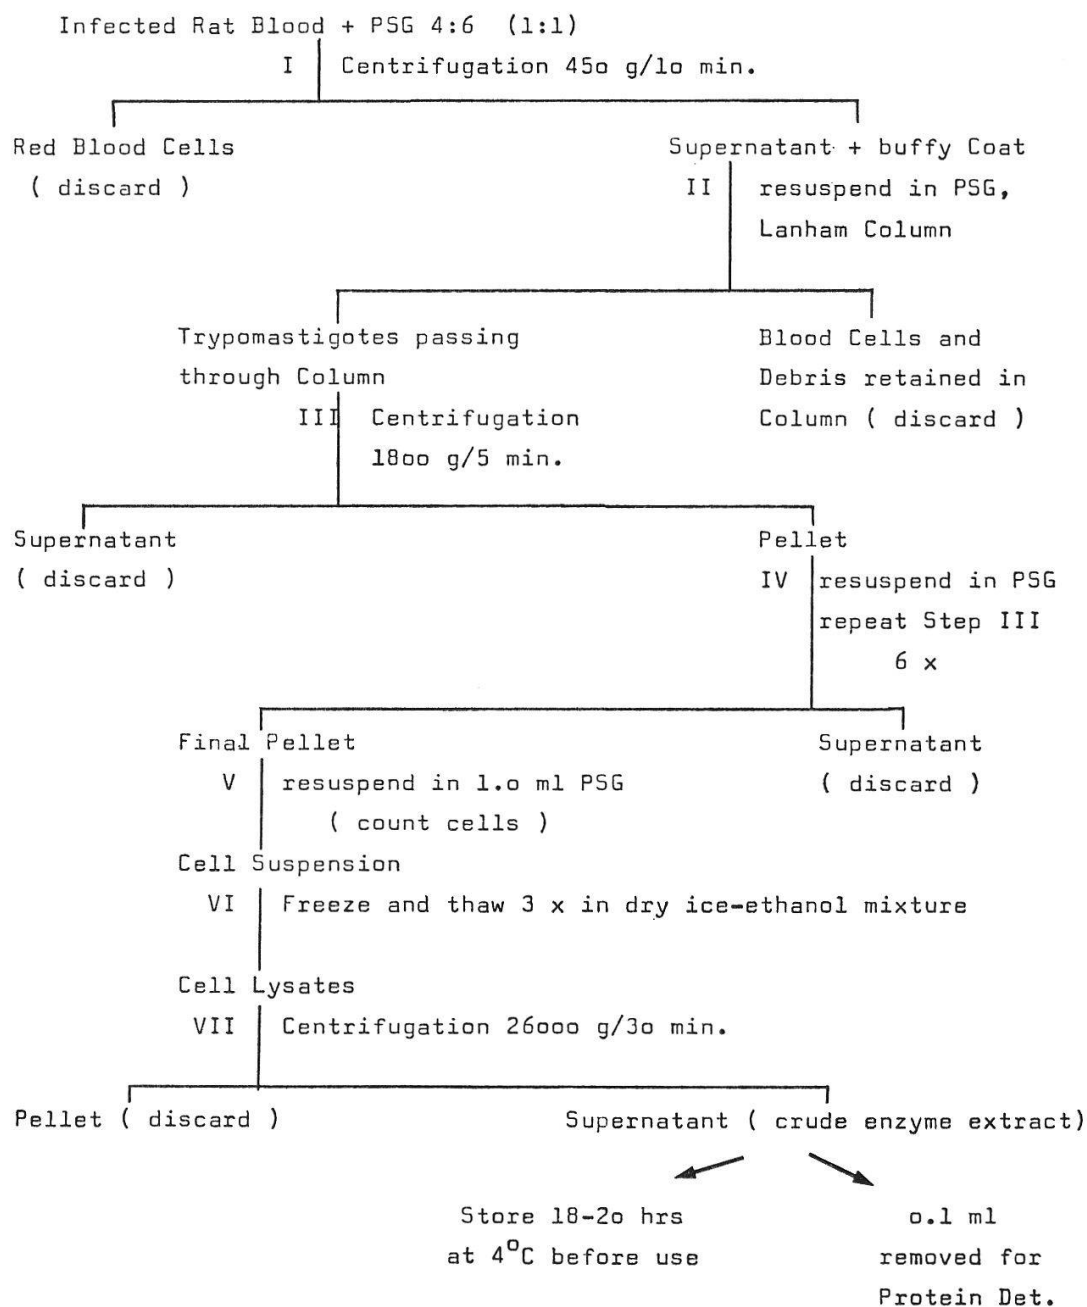 Infected Rat Blood + PSG 4:6 (1:1)
I Centrifugation 45o g/1o min.
Red Blood Cells
( discard )
Supernatant + buffy Coat
II resuspend in PSG,
Lanham Column
Trypomastigotes passing
through Column
III Centrifugation
18oo g/5 min.
Blood Cells and
Debris retained in
Column ( discard )
Supernatant
( discard )
Pellet
IV resuspend in PSG
repeat Step III
6 x
Final Pellet
V resuspend in 1.o ml PSG
( count cells )
Supernatant
( discard )
Cell Suspension
VI Freeze and thaw 3 x in dry ice-ethanol mixture
Cell Lysates
VII Centrifugation 26ooo g/3o min.
Pellet ( discard )
Supernatant ( crude enzyme extract)
Store 18-2o hrs
at 4°C before use
o.1 ml
removed for
Protein Det.